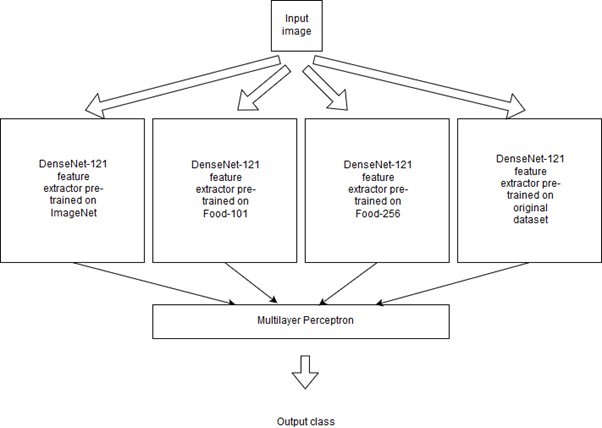 Input
image
DenseNet-121
feature
extractor pre-
trained on
ImageNet
DenseNet-121
feature
extractor pre-
trained on
Food-101
DenseNet-121
feature
extractor pre-
trained on
Food-256
DenseNet-121
feature
extractor pre-
trained on
original
dataset
Multilayer Perceptron
Output class